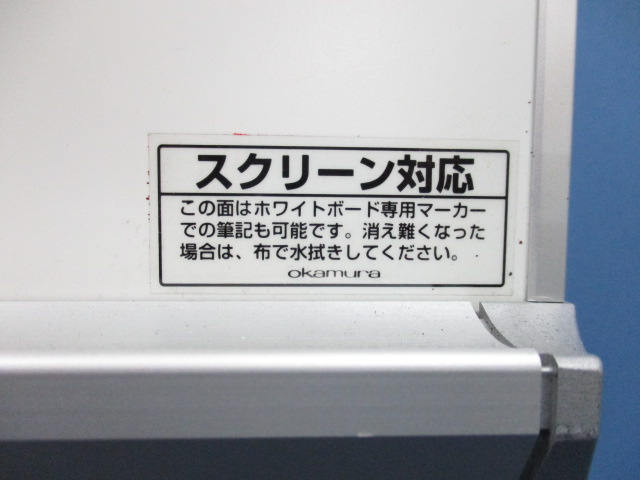 スクリーン対応
この面はホワイトボード専用マーカー
での筆記も可能です。消え難くなった
場合は、布で水拭きしてください。
okamura